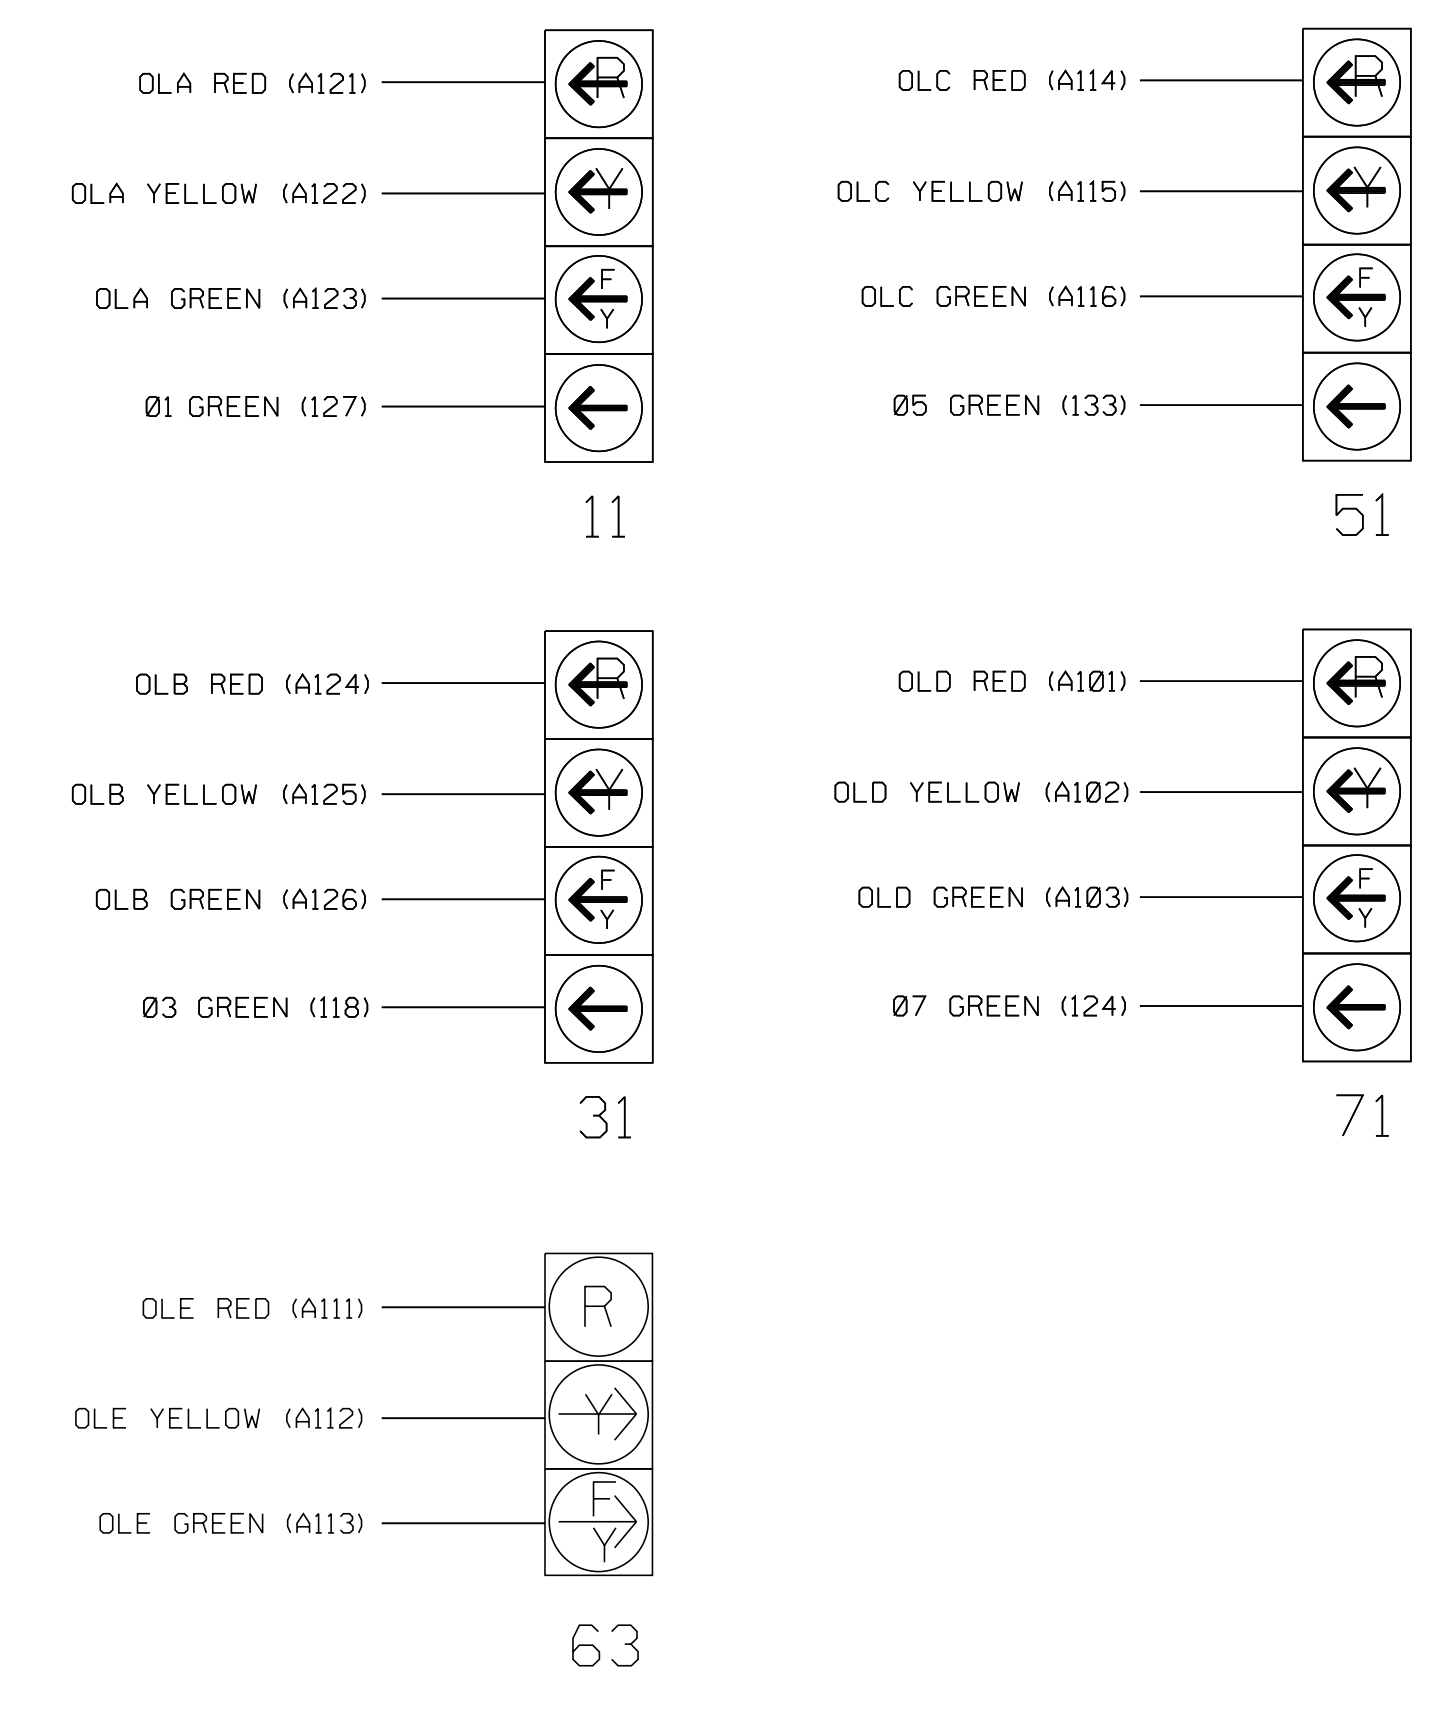 OLA RED (A121)
R
OLA YELLOW (A122)
Y
OLA GREEN (A123)
F
Y
Ø1 GREEN (127)
11
OLC RED (A114)
R
OLC YELLOW (A115)
Y
OLC GREEN (A116)
F
Y
Ø5 GREEN (133)
51
OLB RED (A124)
R
OLB YELLOW (A125)
Y
OLB GREEN (A126)
F
Y
Ø3 GREEN (118)
31
OLD RED (A1Ø1)
R
OLD YELLOW (A1Ø2)
Y
OLD GREEN (A1Ø3)
F
Y
Ø7 GREEN (124)
71
OLE RED (A111)
R
OLE YELLOW (A112)
Y
OLE GREEN (A113)
F
Y
63